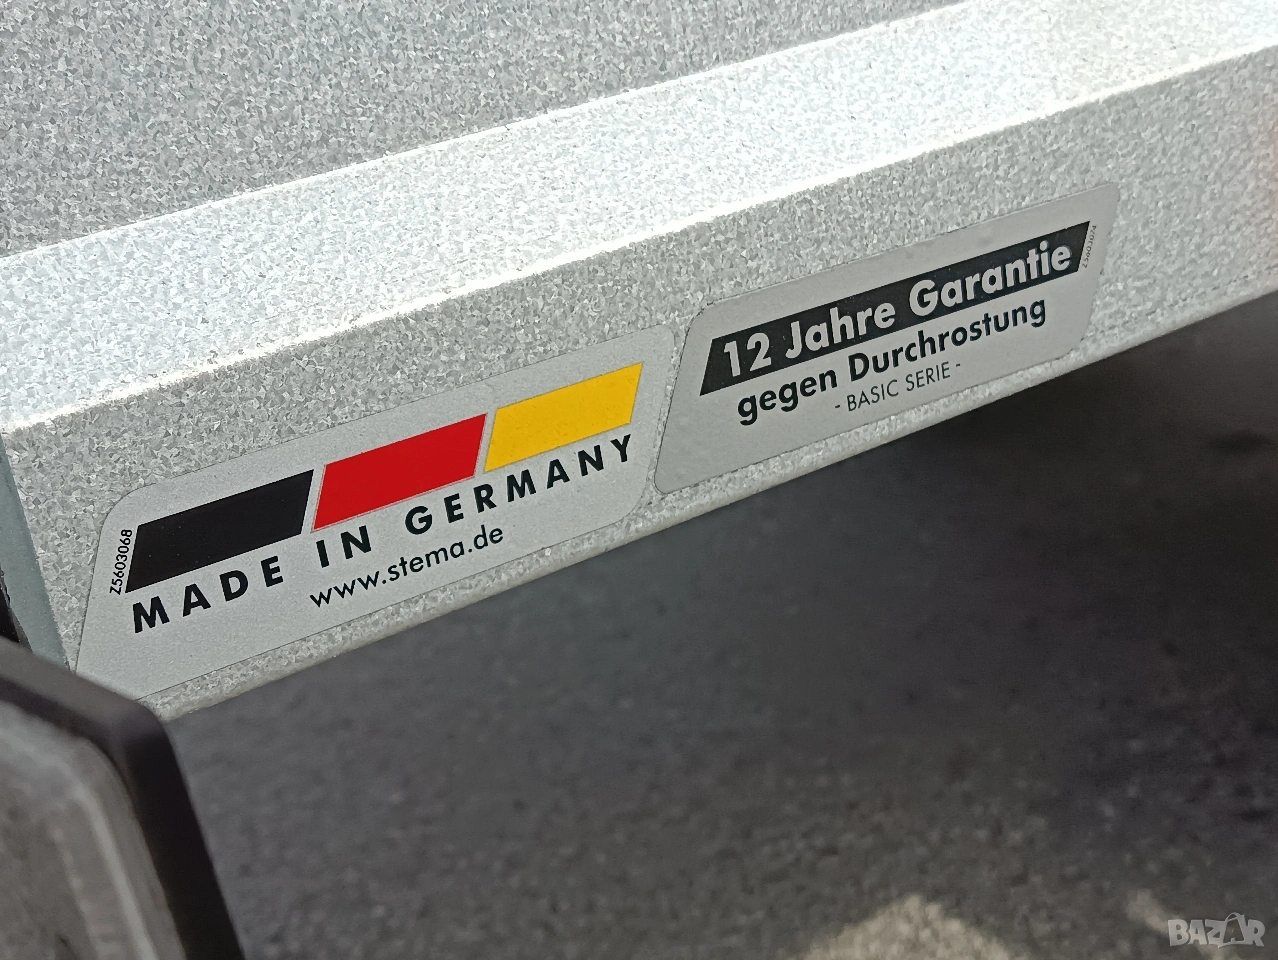 Z5603068
MADE IN GERMANY
www.stema.de
12 Jahre Garantie
gegen Durchrostung
- BASIC SERIE -
BAZAR